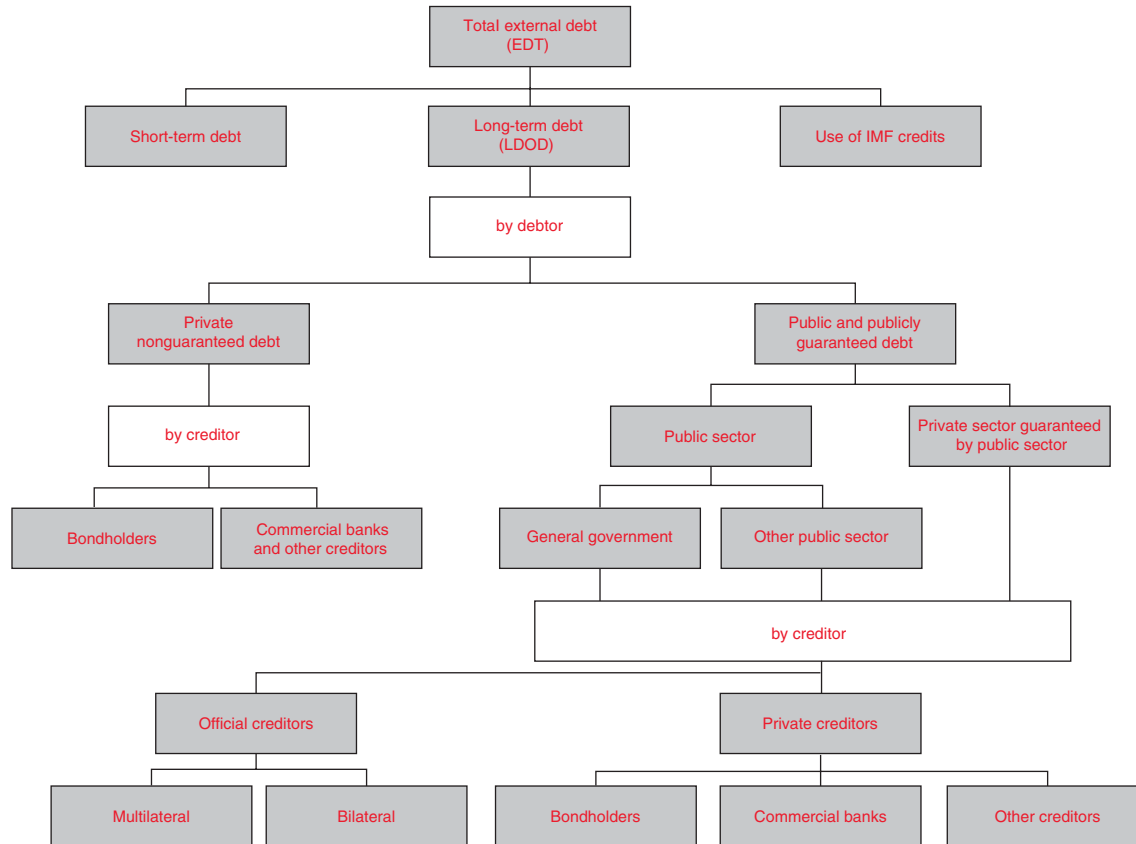 Total external debt
(EDT)
Short-term debt
Long-term debt
(LDOD)
Use of IMF credits
by debtor
Private
nonguaranteed debt
Public and publicly
guaranteed debt
by creditor
Public sector
Private sector guaranteed
by public sector
Bondholders
Commercial banks
and other creditors
General government
Other public sector
by creditor
Official creditors
Private creditors
Multilateral
Bilateral
Bondholders
Commercial banks
Other creditors